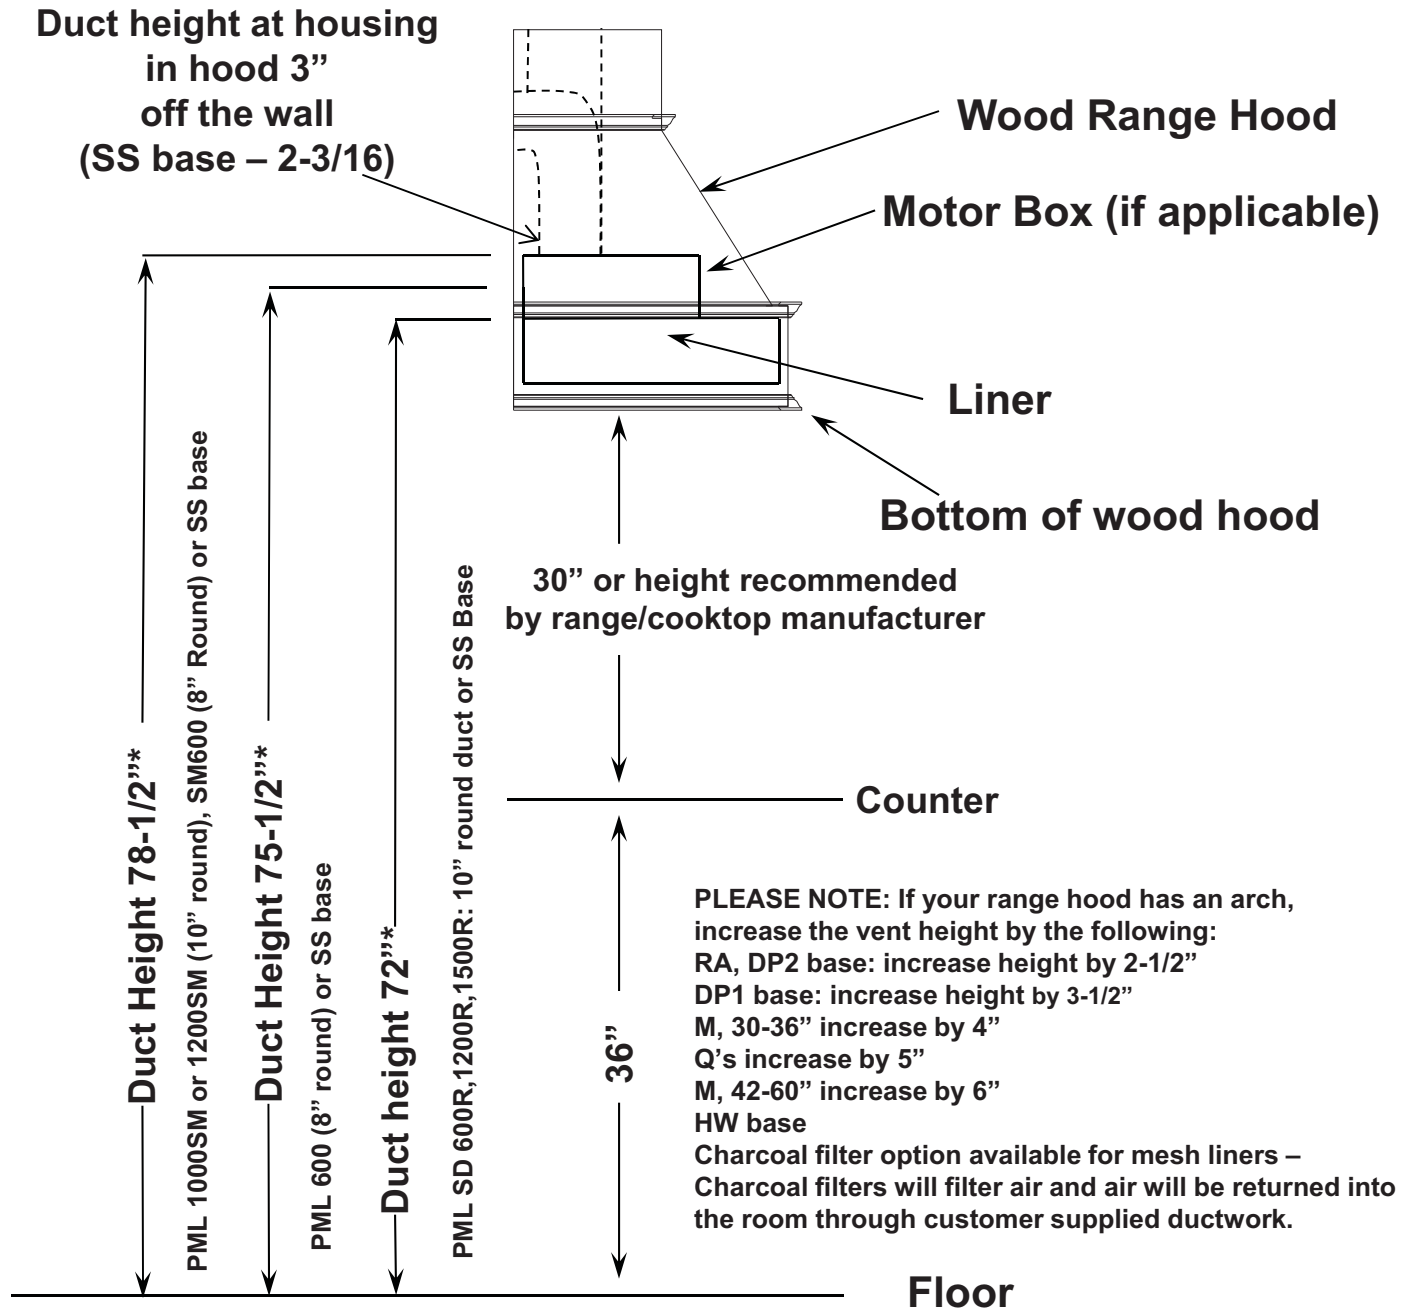 Duct height at housing
in hood 3”
off the wall
(SS base – 2-3/16)
Wood Range Hood
Motor Box (if applicable)
Liner
Bottom of wood hood
30” or height recommended
by range/cooktop manufacturer
Counter
36”
Duct Height 78-1/2”*
PML 1000SM or 1200SM (10” round), SM600 (8” Round) or SS base
Duct Height 75-1/2”*
PML 600 (8” round) or SS base
Duct height 72”*
PML SD 600R,1200R,1500R: 10” round duct or SS Base
PLEASE NOTE: If your range hood has an arch,
increase the vent height by the following:
RA, DP2 base: increase height by 2-1/2”
DP1 base: increase height by 3-1/2”
M, 30-36” increase by 4”
Q’s increase by 5”
M, 42-60” increase by 6”
HW base
Charcoal filter option available for mesh liners –
Charcoal filters will filter air and air will be returned into
the room through customer supplied ductwork.
Floor